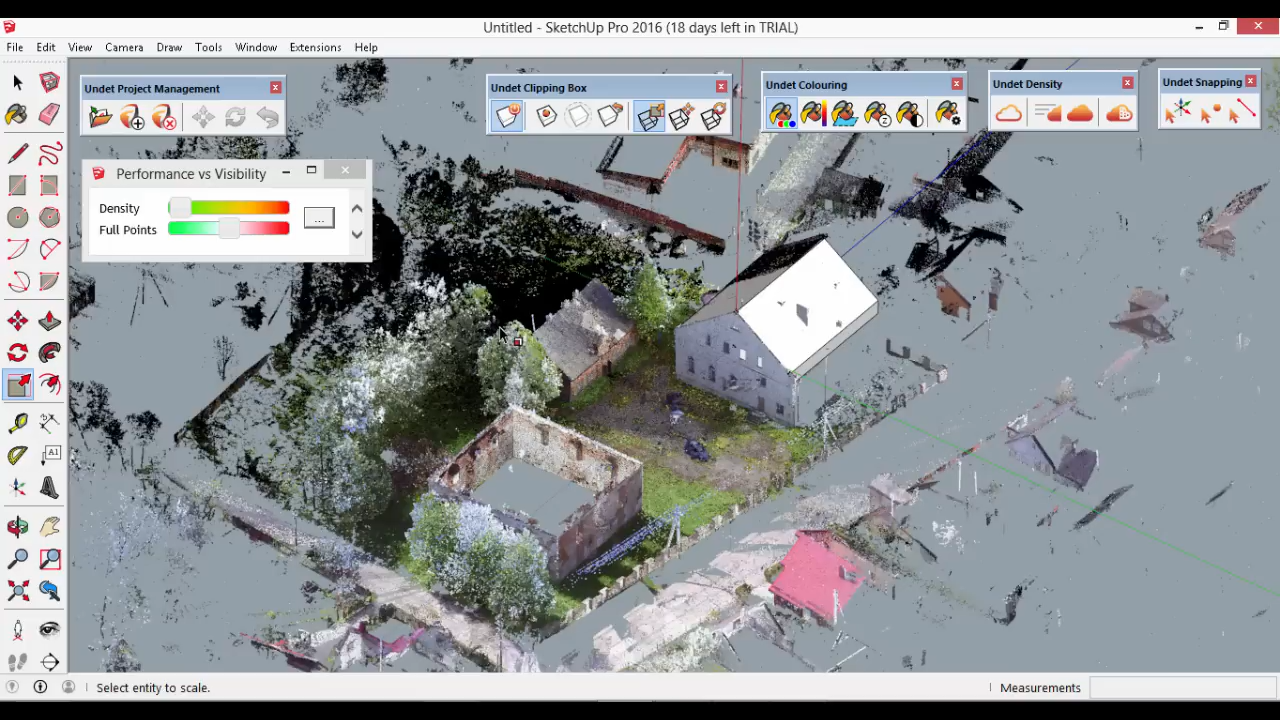 Untitled - SketchUp Pro 2016 (18 days left in TRIAL)
File Edit View Camera Draw Tools Window Extensions Help
Undet Project Management
Undet Clipping Box
Undet Colouring
Undet Density
Undet Snapping
Performance vs Visibility
Density
Full Points
...
A1
Select entity to scale.
Measurements